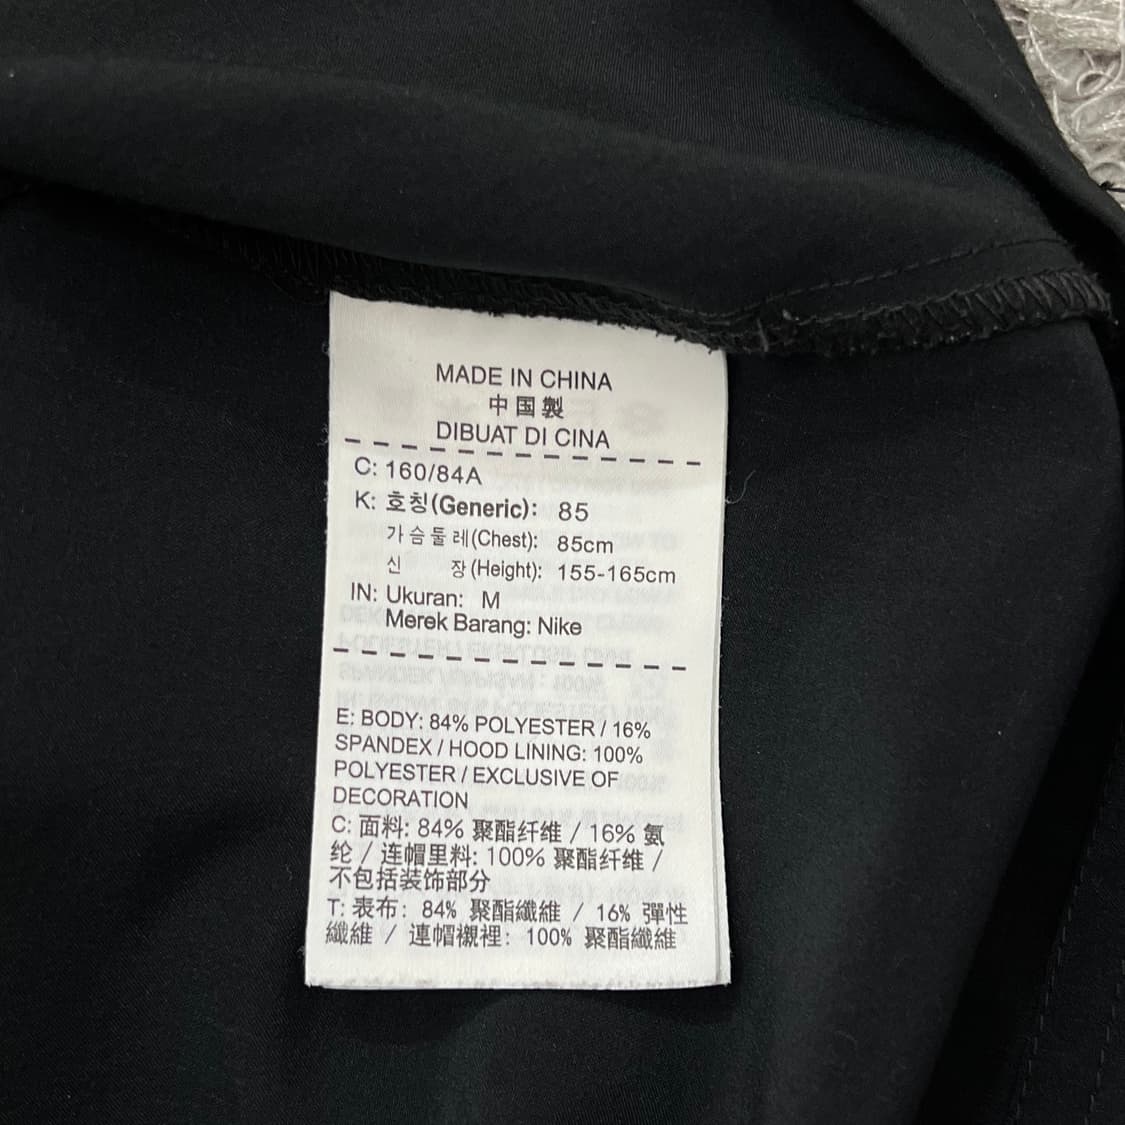 MADE IN CHINA
中国製
DIBUAT DI CINA
C: 160/84A
K: 호칭(Generic): 85
가슴둘레(Chest): 85cm
신 장(Height): 155-165cm
IN: Ukuran: M
Merek Barang: Nike
E: BODY: 84% POLYESTER / 16%
SPANDEX / HOOD LINING: 100%
POLYESTER / EXCLUSIVE OF
DECORATION
C: 面料: 84% 聚酯纤维 / 16% 氨
纶 / 连帽里料: 100% 聚酯纤维 /
不包括装饰部分
T: 表布: 84% 聚酯纖維 / 16% 彈性
纖維 / 連帽襯裡: 100% 聚酯纖維